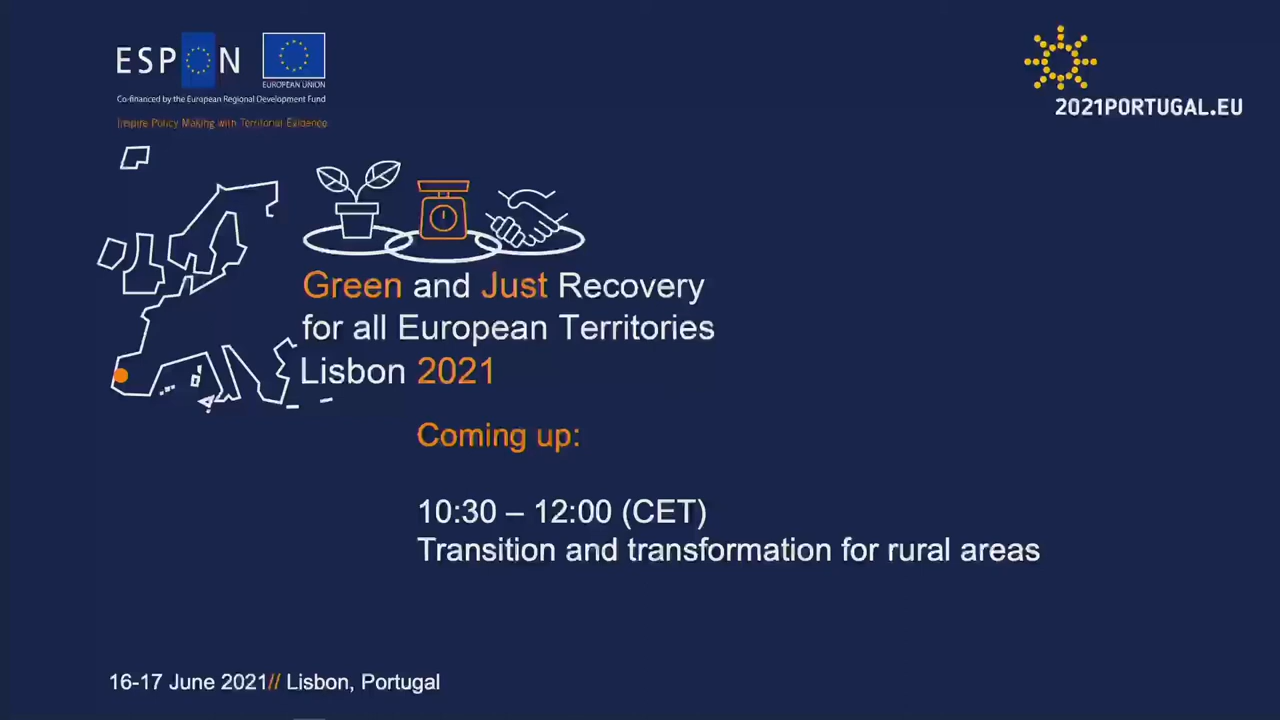 ESPON
EUROPEAN UNION
Co-financed by the European Regional Development Fund
Inspire Policy Making with Territorial Evidence
2021PORTUGAL.EU
Green and Just Recovery
for all European Territories
Lisbon 2021
Coming up:
10:30 – 12:00 (CET)
Transition and transformation for rural areas
16-17 June 2021// Lisbon, Portugal